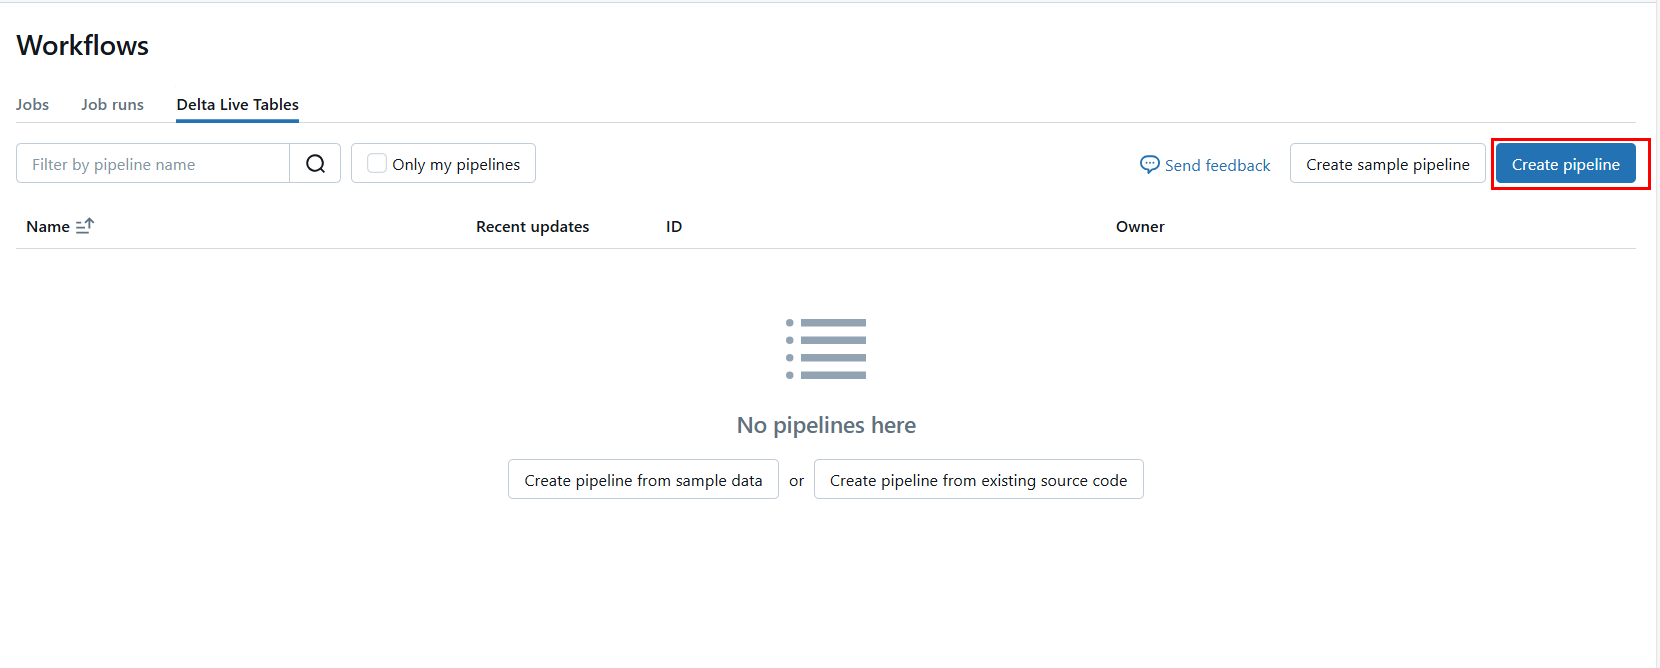 Workflows
Jobs Job runs Delta Live Tables
Filter by pipeline name Only my pipelines Send feedback Create sample pipeline Create pipeline
Name Recent updates ID Owner
No pipelines here
Create pipeline from sample data or Create pipeline from existing source code